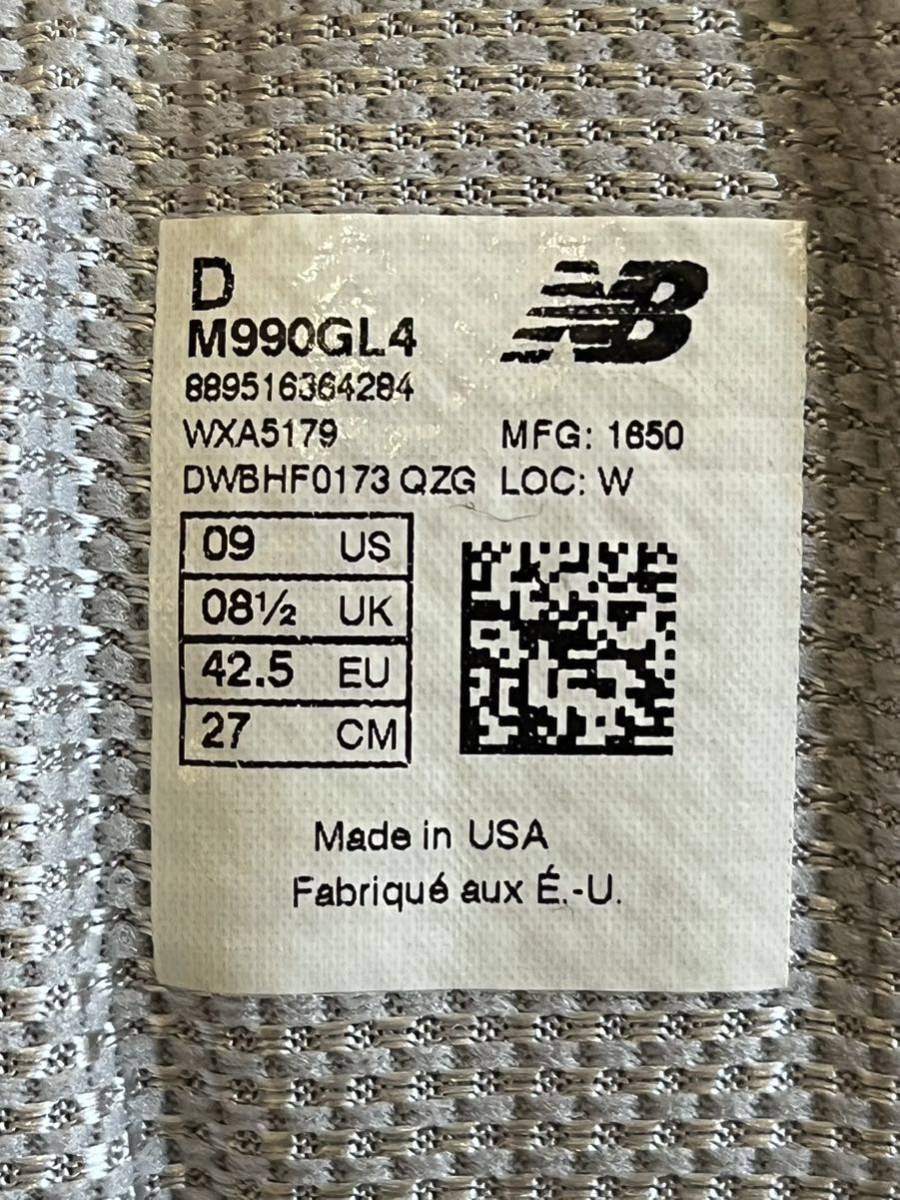 D
NB
M990GL4
889516364284
WXA5179 MFG: 1650
DWBHF0173 QZG LOC: W
09 US
08½ UK
42.5 EU
27 CM
Made in USA
Fabriqué aux É.-U.